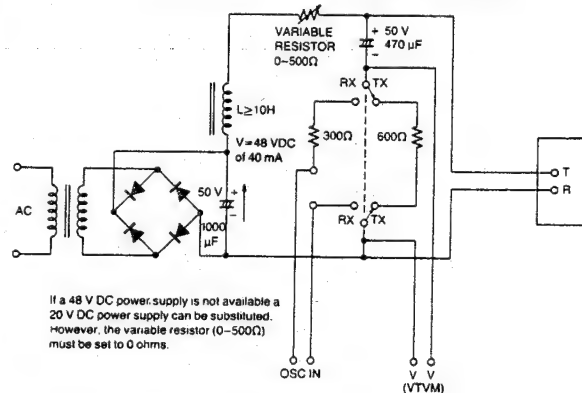 VARIABLE
RESISTOR
0~500Ω
50 V
470 µF
+
−
RX
TX
L≥10H
300Ω
600Ω
V=48 VDC
of 40 mA
T
R
AC
50 V
+
−
1000
µF
RX
TX
If a 48 V DC power supply is not available a
20 V DC power supply can be substituted.
However, the variable resistor (0~500Ω)
must be set to 0 ohms.
OSC IN
V V
(VTVM)